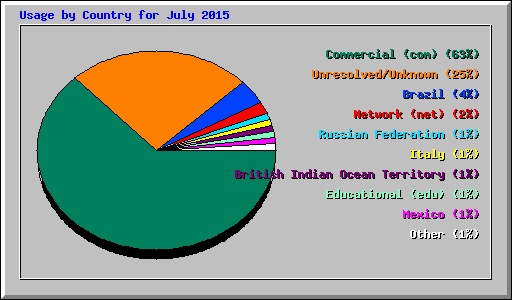 Usage by Country for July 2015
Commercial (com) (63%)
Unresolved/Unknown (25%)
Brazil (4%)
Network (net) (2%)
Russian Federation (1%)
Italy (1%)
British Indian Ocean Territory (1%)
Educational (edu) (1%)
Mexico (1%)
Other (1%)